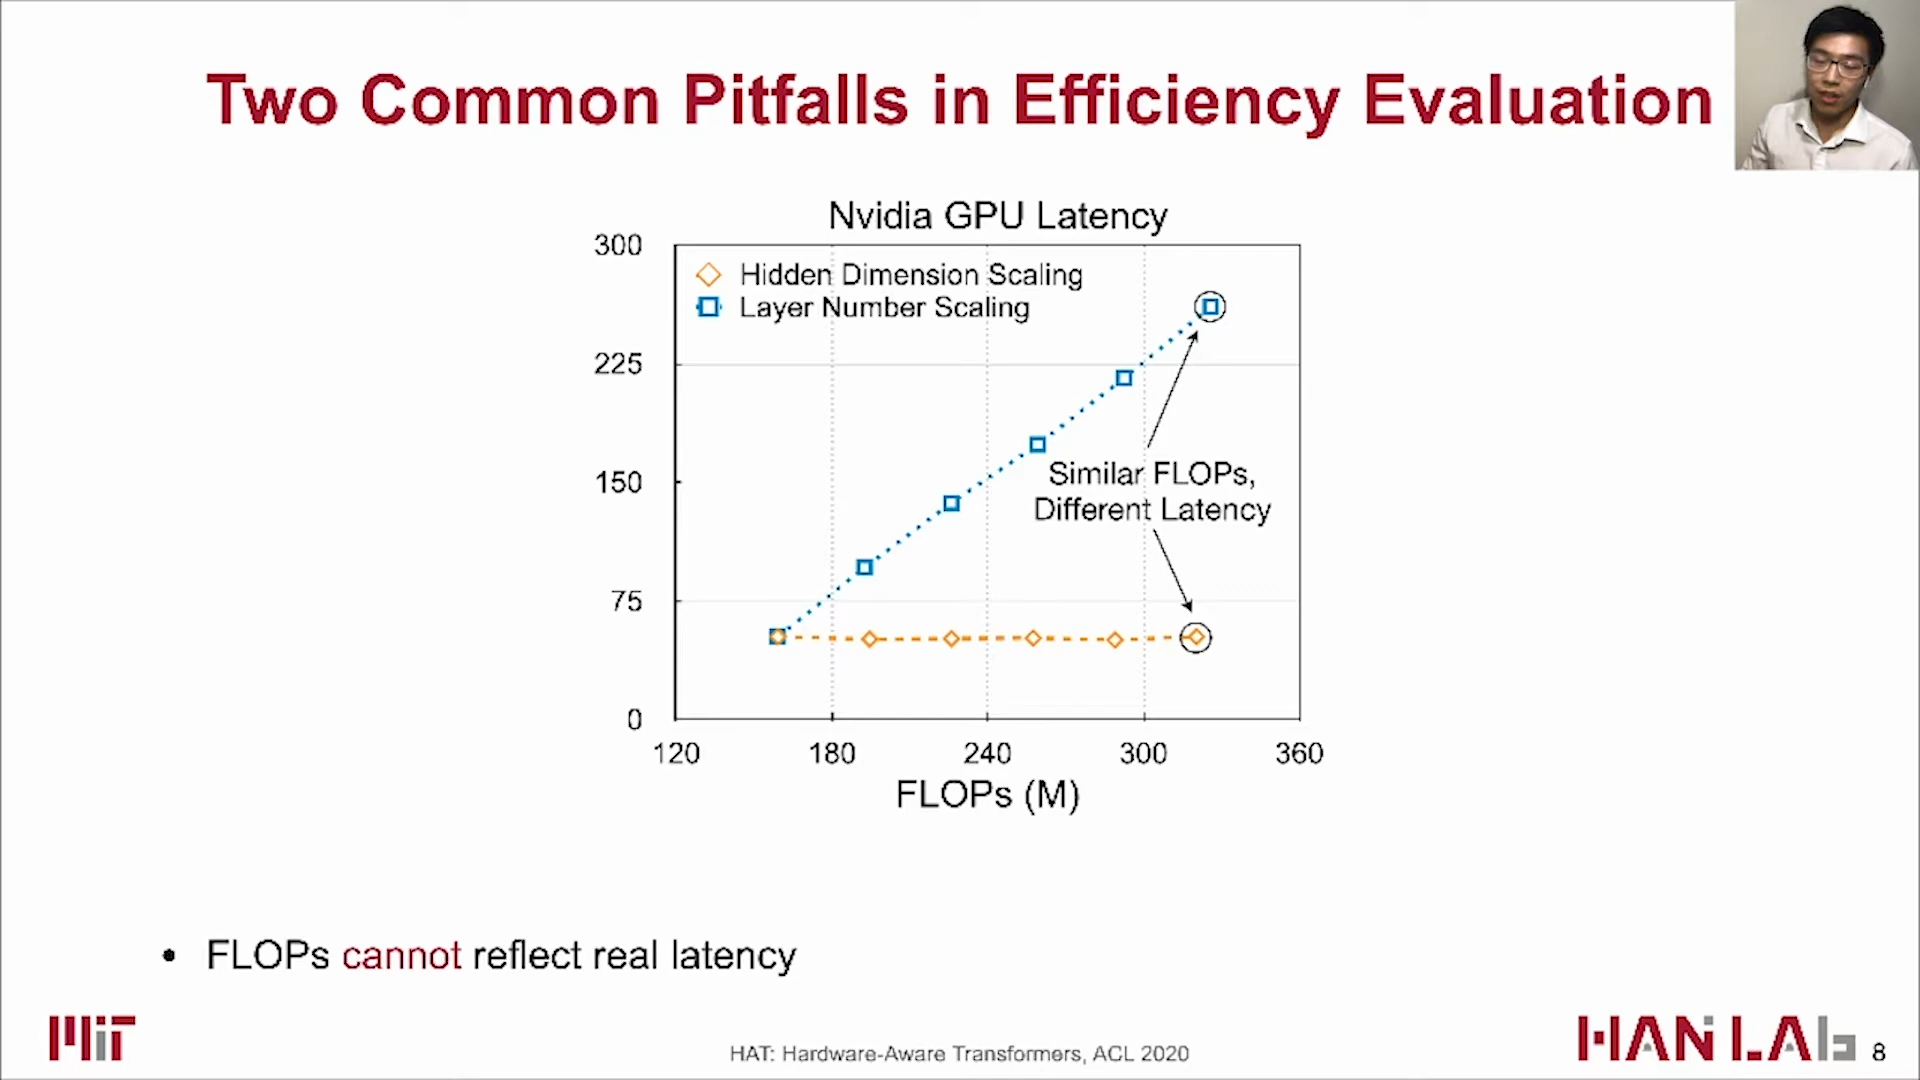 Two Common Pitfalls in Efficiency Evaluation
Nvidia GPU Latency
300
Hidden Dimension Scaling
Layer Number Scaling
225
150
Similar FLOPs,
Different Latency
75
0
120 180 240 300 360
FLOPs (M)
• FLOPs cannot reflect real latency
MIT
HAT: Hardware-Aware Transformers, ACL 2020
HAN LAb
8